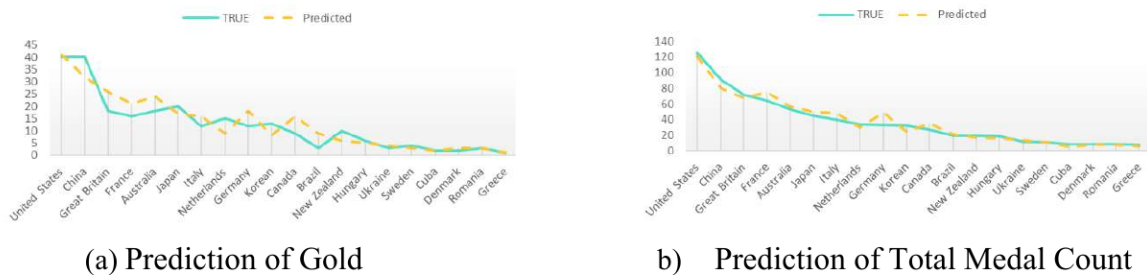 TRUE Predicted
45
40
35
30
25
20
15
10
5
0
United States
China
Great Britain
France
Australia
Japan
Italy
Netherlands
Germany
Korean
Canada
Brazil
New Zealand
Hungary
Ukraine
Sweden
Cuba
Denmark
Romania
Greece
(a) Prediction of Gold
TRUE Predicted
140
120
100
80
60
40
20
0
United States
China
Great Britain
France
Australia
Japan
Italy
Netherlands
Germany
Korean
Canada
Brazil
New Zealand
Hungary
Ukraine
Sweden
Cuba
Denmark
Romania
Greece
b) Prediction of Total Medal Count